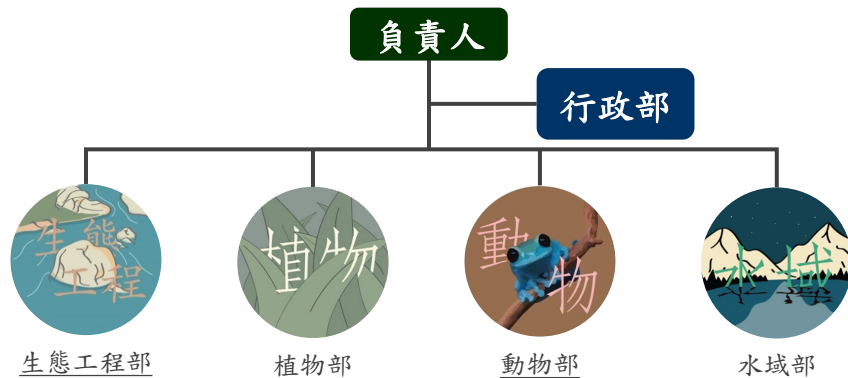 負責人
行政部
生態
工程
植物
動
物
水域
生態工程部
植物部
動物部
水域部